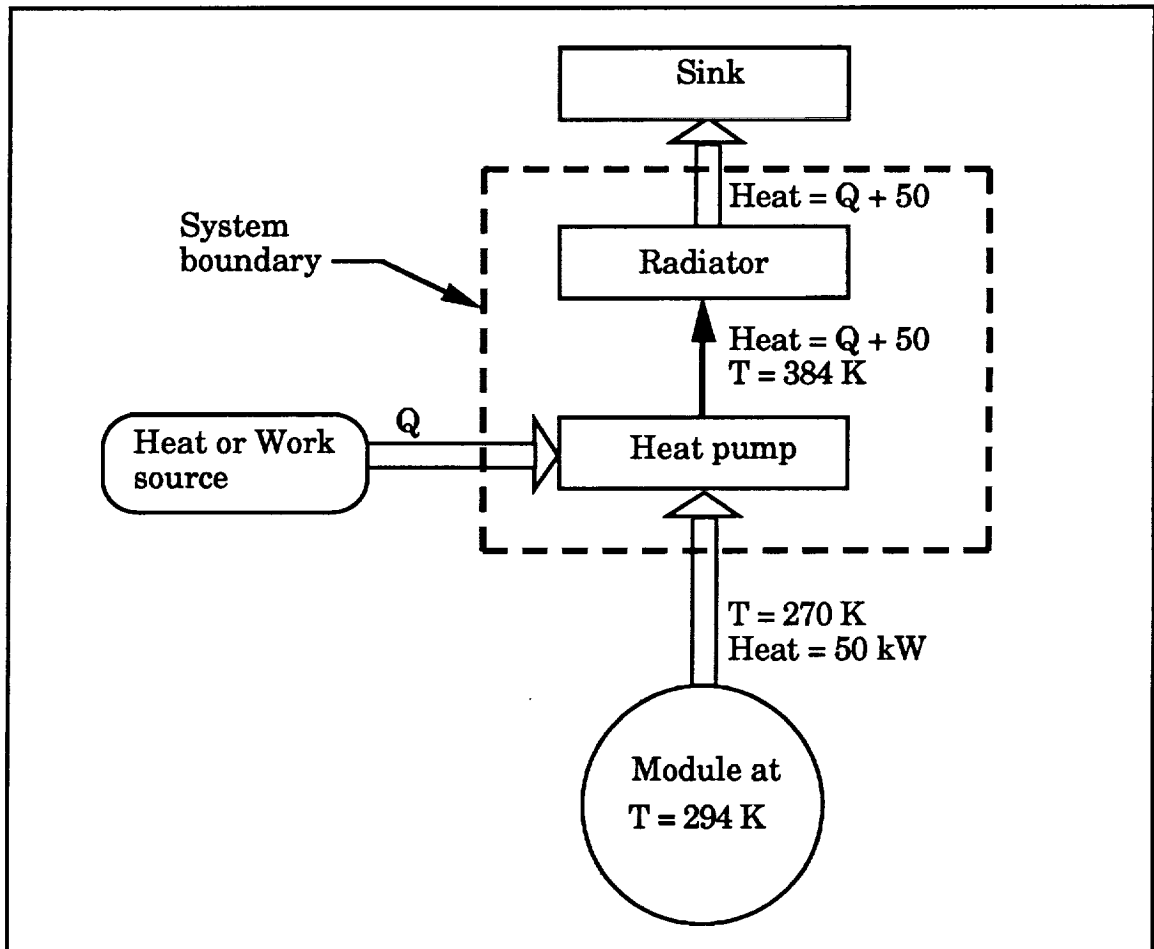 Sink
Heat = Q + 50
System
boundary
Radiator
Heat = Q + 50
T = 384 K
Q
Heat or Work
source
Heat pump
T = 270 K
Heat = 50 kW
Module at
T = 294 K